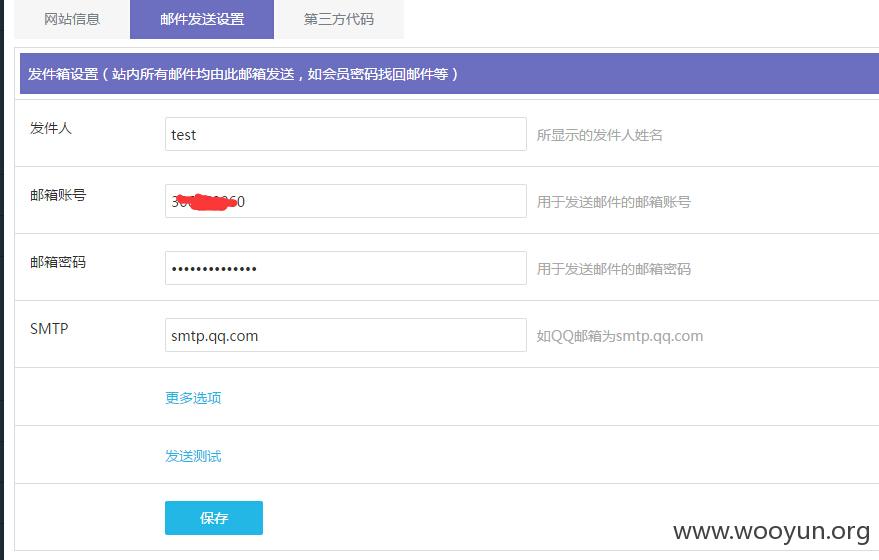 网站信息 邮件发送设置 第三方代码
发件箱设置（站内所有邮件均由此邮箱发送，如会员密码找回邮件等）
发件人 test 所显示的发件人姓名
邮箱账号 用于发送邮件的邮箱账号
邮箱密码 •••••••••••••• 用于发送邮件的邮箱密码
SMTP smtp.qq.com 如QQ邮箱为smtp.qq.com
更多选项
发送测试
保存
www.wooyun.org